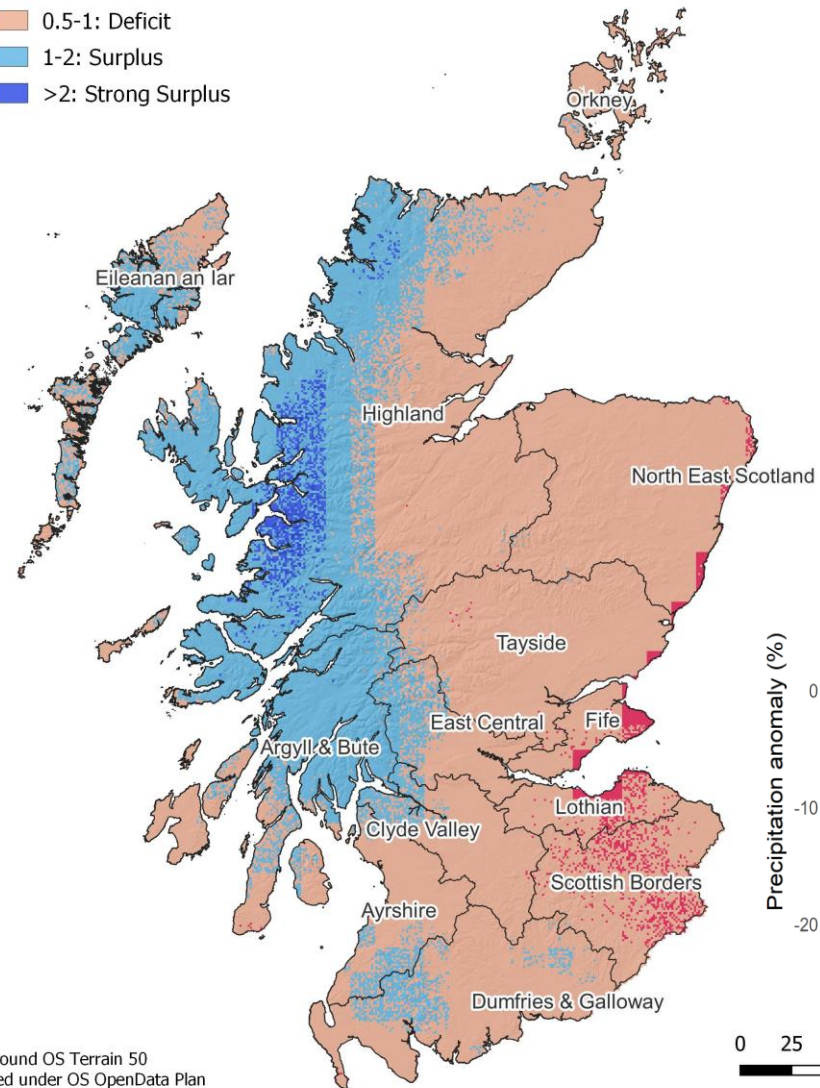 0.5-1: Deficit
1-2: Surplus
>2: Strong Surplus
Orkney
Eileanan an Iar
Highland
North East Scotland
Tayside
East Central
Fife
Argyll & Bute
Lothian
Clyde Valley
Scottish Borders
Ayrshire
Dumfries & Galloway
Precipitation anomaly (%)
0
-10
-20
0 25
ound OS Terrain 50
ed under OS OpenData Plan